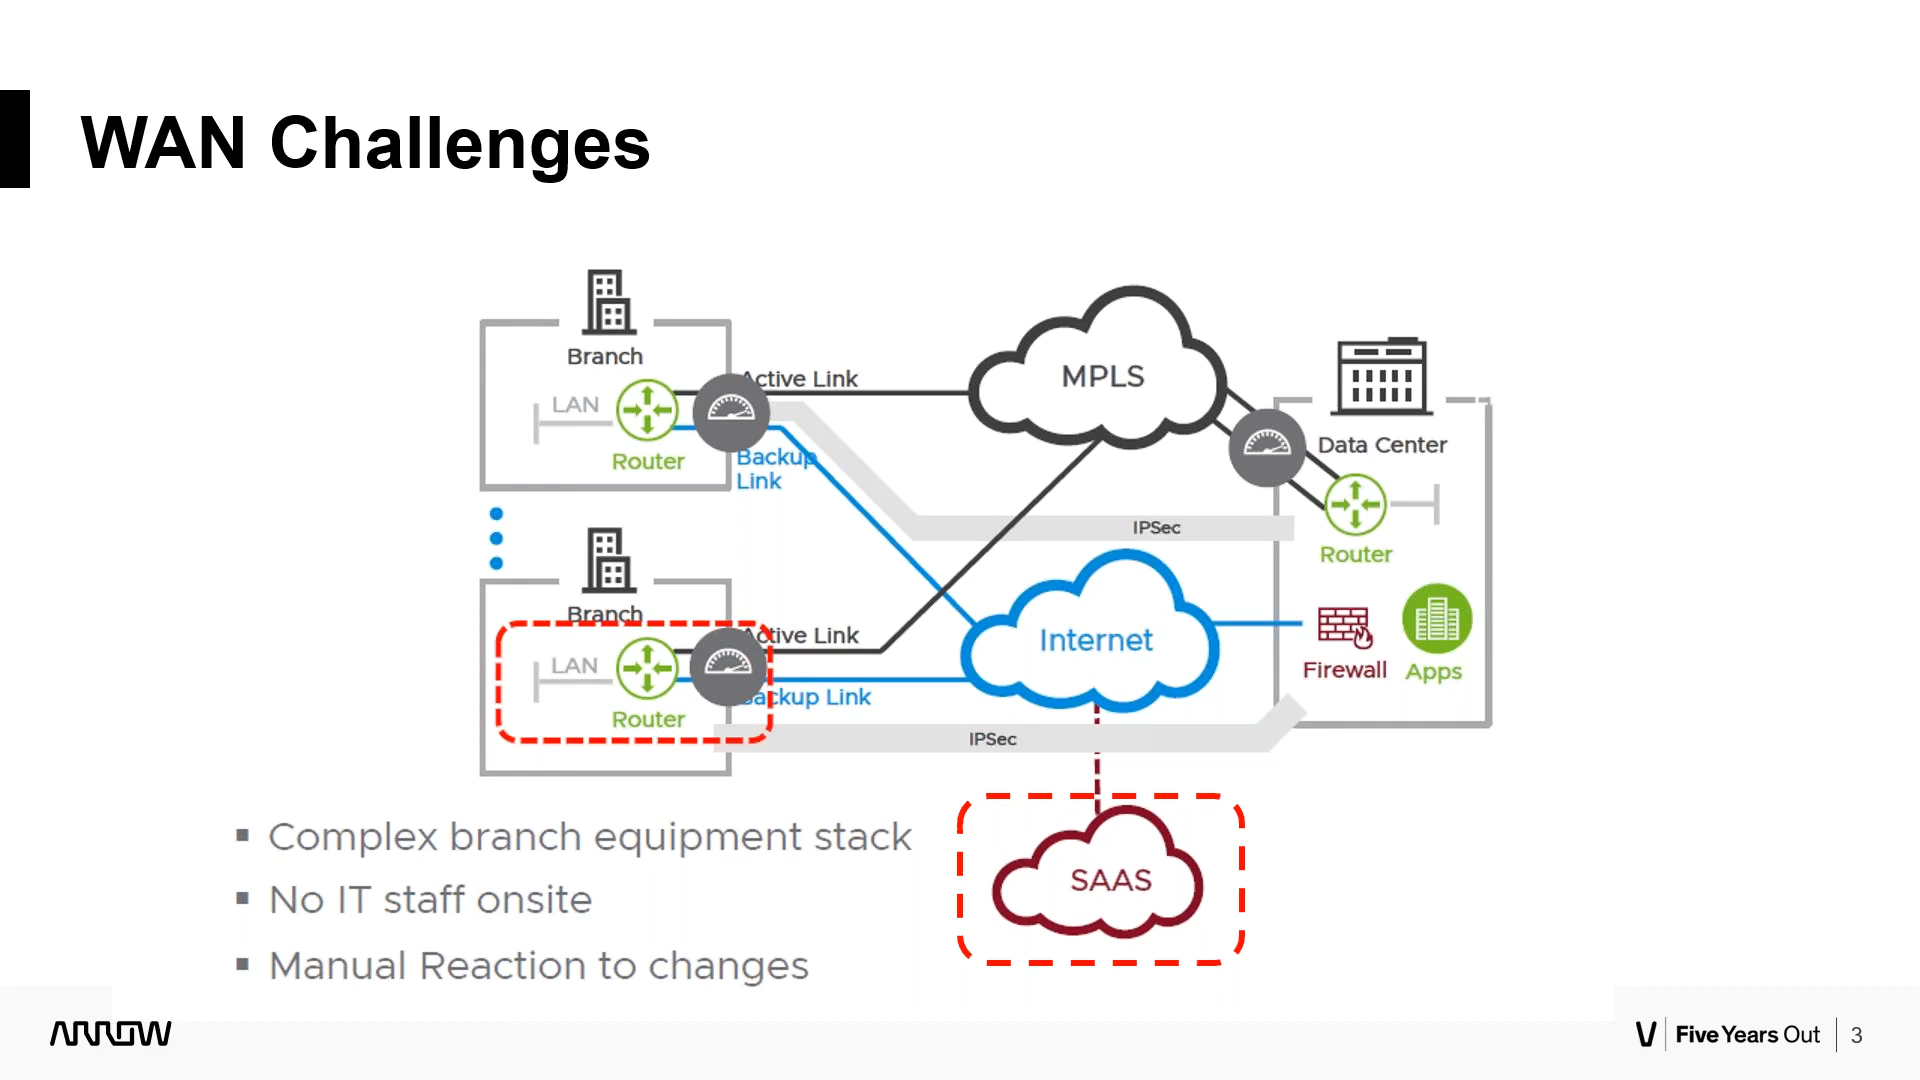 WAN Challenges
Branch
LAN
Router
Active Link
Backup
Link
MPLS
Data Center
Router
IPSec
Branch
LAN
Router
Active Link
Backup Link
Internet
Firewall
Apps
IPSec
SAAS
▪ Complex branch equipment stack
▪ No IT staff onsite
▪ Manual Reaction to changes
ARROW
Five Years Out
3